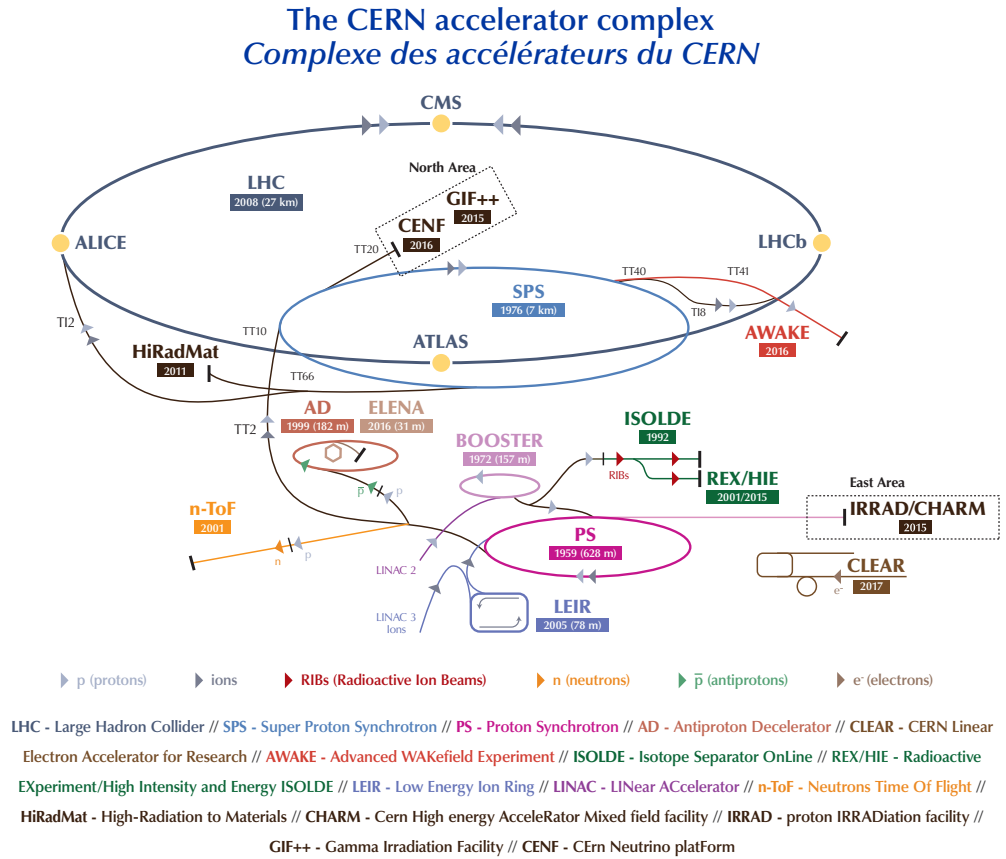 The CERN accelerator complex
Complexe des accélérateurs du CERN
CMS
North Area
LHC
2008 (27 km)
GIF++
2015
CENF
2016
TT20
ALICE
LHCb
TT40
TT41
SPS
1976 (7 km)
TI8
TI2
TT10
AWAKE
2016
ATLAS
HiRadMat
2011
TT66
AD
1999 (182 m)
ELENA
2016 (31 m)
TT2
ISOLDE
1992
BOOSTER
1972 (157 m)
RIBs
REX/HIE
2001/2015
p̅
p
East Area
IRRAD/CHARM
2015
n-ToF
2001
n
p
PS
1959 (628 m)
LINAC 2
CLEAR
2017
e-
LINAC 3
Ions
LEIR
2005 (78 m)
p (protons)
ions
RIBs (Radioactive Ion Beams)
n (neutrons)
p̅ (antiprotons)
e- (electrons)
LHC - Large Hadron Collider // SPS - Super Proton Synchrotron // PS - Proton Synchrotron // AD - Antiproton Decelerator // CLEAR - CERN Linear
Electron Accelerator for Research // AWAKE - Advanced WAKefield Experiment // ISOLDE - Isotope Separator OnLine // REX/HIE - Radioactive
EXperiment/High Intensity and Energy ISOLDE // LEIR - Low Energy Ion Ring // LINAC - LINear ACcelerator // n-ToF - Neutrons Time Of Flight //
HiRadMat - High-Radiation to Materials // CHARM - Cern High energy AcceleRator Mixed field facility // IRRAD - proton IRRADiation facility //
GIF++ - Gamma Irradiation Facility // CENF - CErn Neutrino platForm